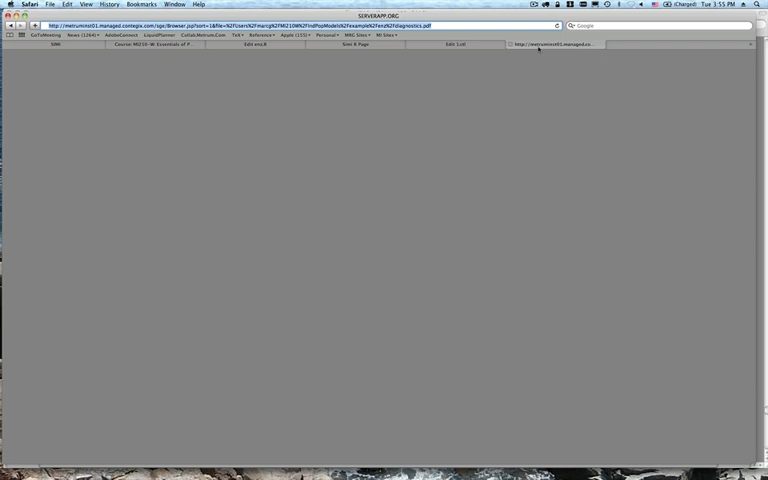 Safari File Edit View History Bookmarks Window Help (Charged) Tue 3:55 PM
SERVERAPP.ORG
http://metruminst01.managed.contegix.com/sge/Browser.jsp?sort=1&file=%2FUsers%2Fmarcg%2FMI210W%2FIndPopModels%2Fexample%2Fenz%2Fdiagnostics.pdf Google
GoToMeeting News (1264) AdobeConnect LiquidPlanner Collab.Metrum.Com TeX Reference Apple (155) Personal MRG Sites MI Sites
SIMI Course: MI210-W: Essentials of P... Edit enz.R Simi R Page Edit 1.ctl http://metruminst01.managed.co...